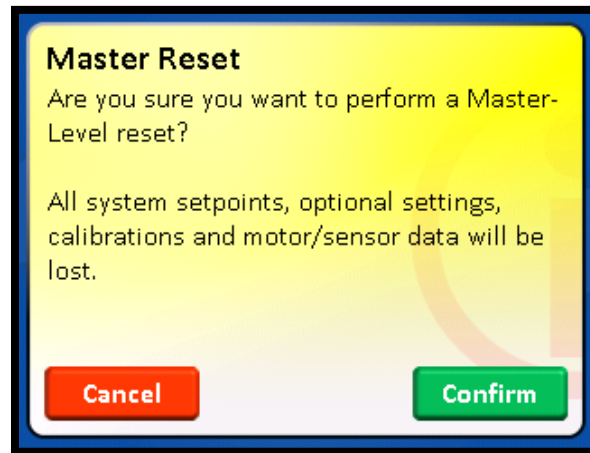 Master Reset
Are you sure you want to perform a Master-
Level reset?
All system setpoints, optional settings,
calibrations and motor/sensor data will be
lost.
Cancel
Confirm